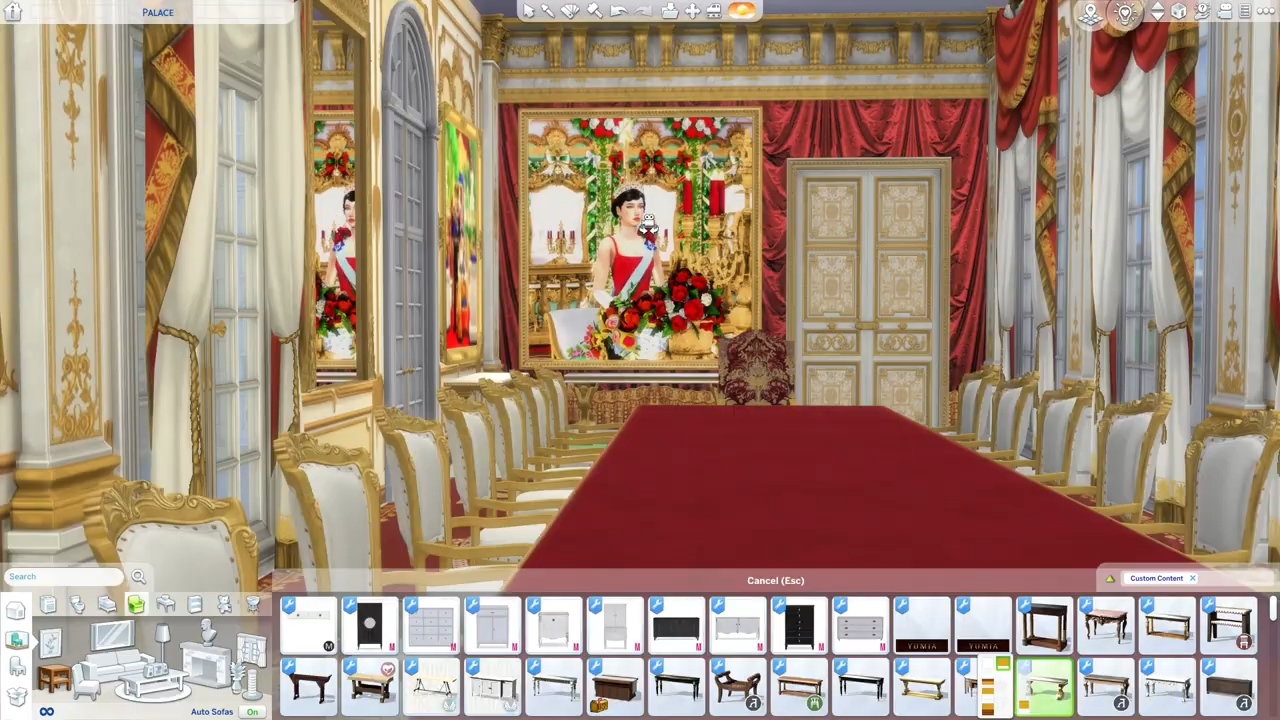 PALACE
Search
Cancel (Esc)
Custom Content
M
M M M M M M M M
YUMIA YUMIA
Auto Sofas On